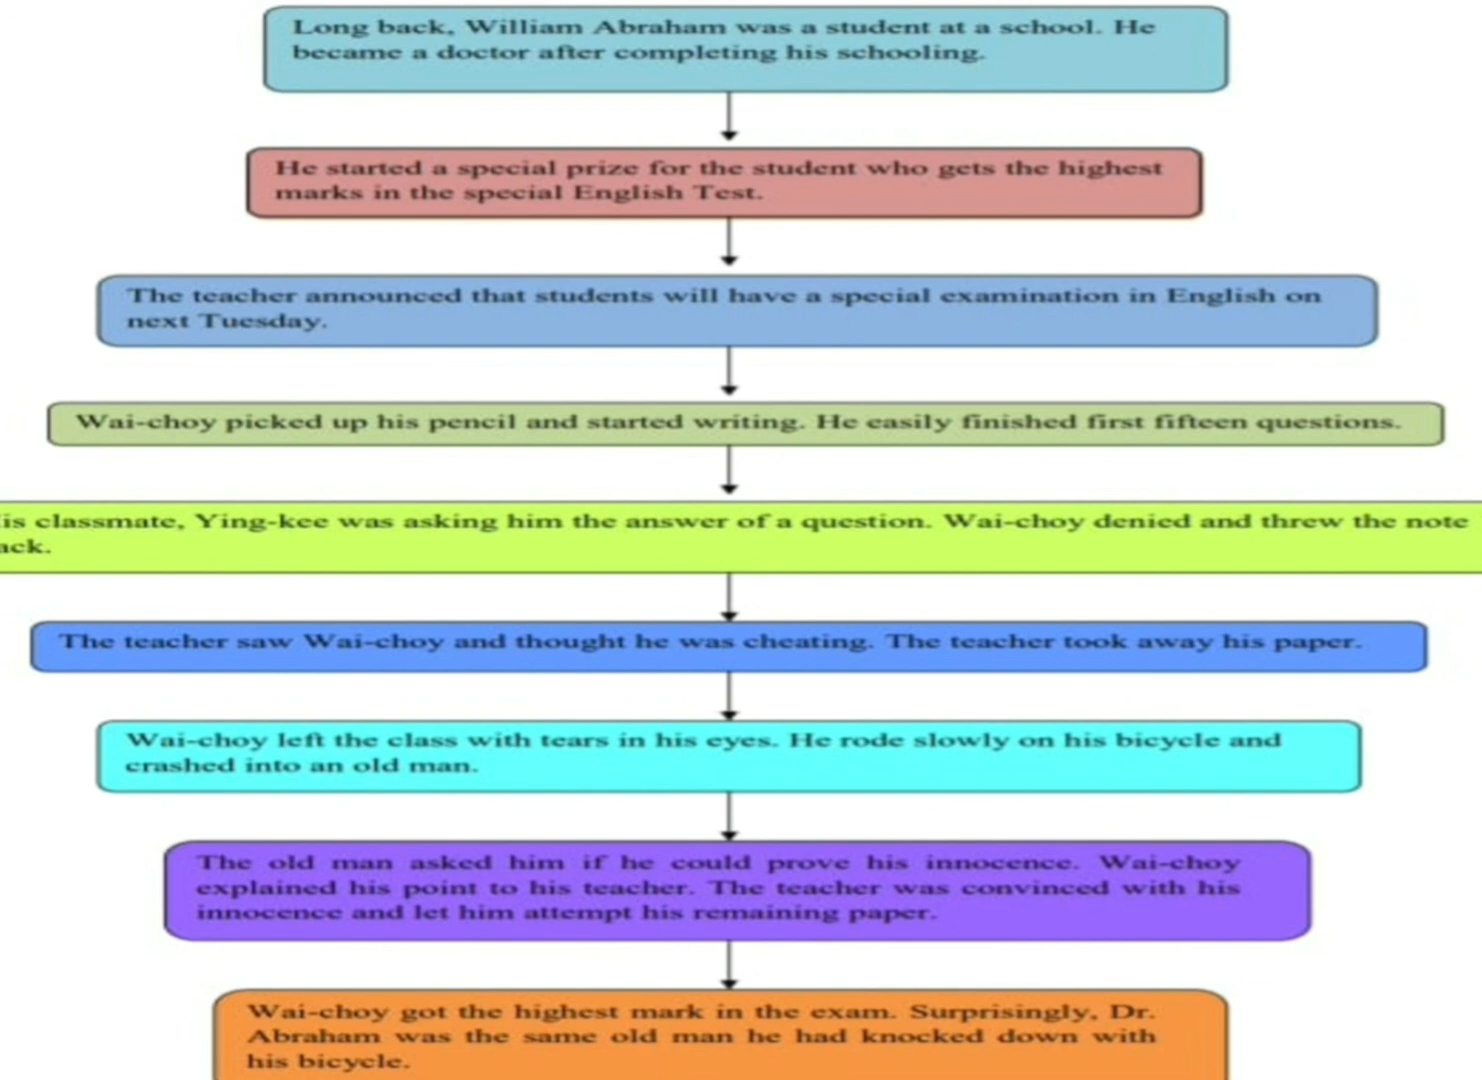 Long back, William Abraham was a student at a school. He
became a doctor after completing his schooling.
He started a special prize for the student who gets the highest
marks in the special English Test.
The teacher announced that students will have a special examination in English on
next Tuesday.
Wai-choy picked up his pencil and started writing. He easily finished first fifteen questions.
is classmate, Ying-kee was asking him the answer of a question. Wai-choy denied and threw the note
ack.
The teacher saw Wai-choy and thought he was cheating. The teacher took away his paper.
Wai-choy left the class with tears in his eyes. He rode slowly on his bicycle and
crashed into an old man.
The old man asked him if he could prove his innocence. Wai-choy
explained his point to his teacher. The teacher was convinced with his
innocence and let him attempt his remaining paper.
Wai-choy got the highest mark in the exam. Surprisingly, Dr.
Abraham was the same old man he had knocked down with
his bicycle.